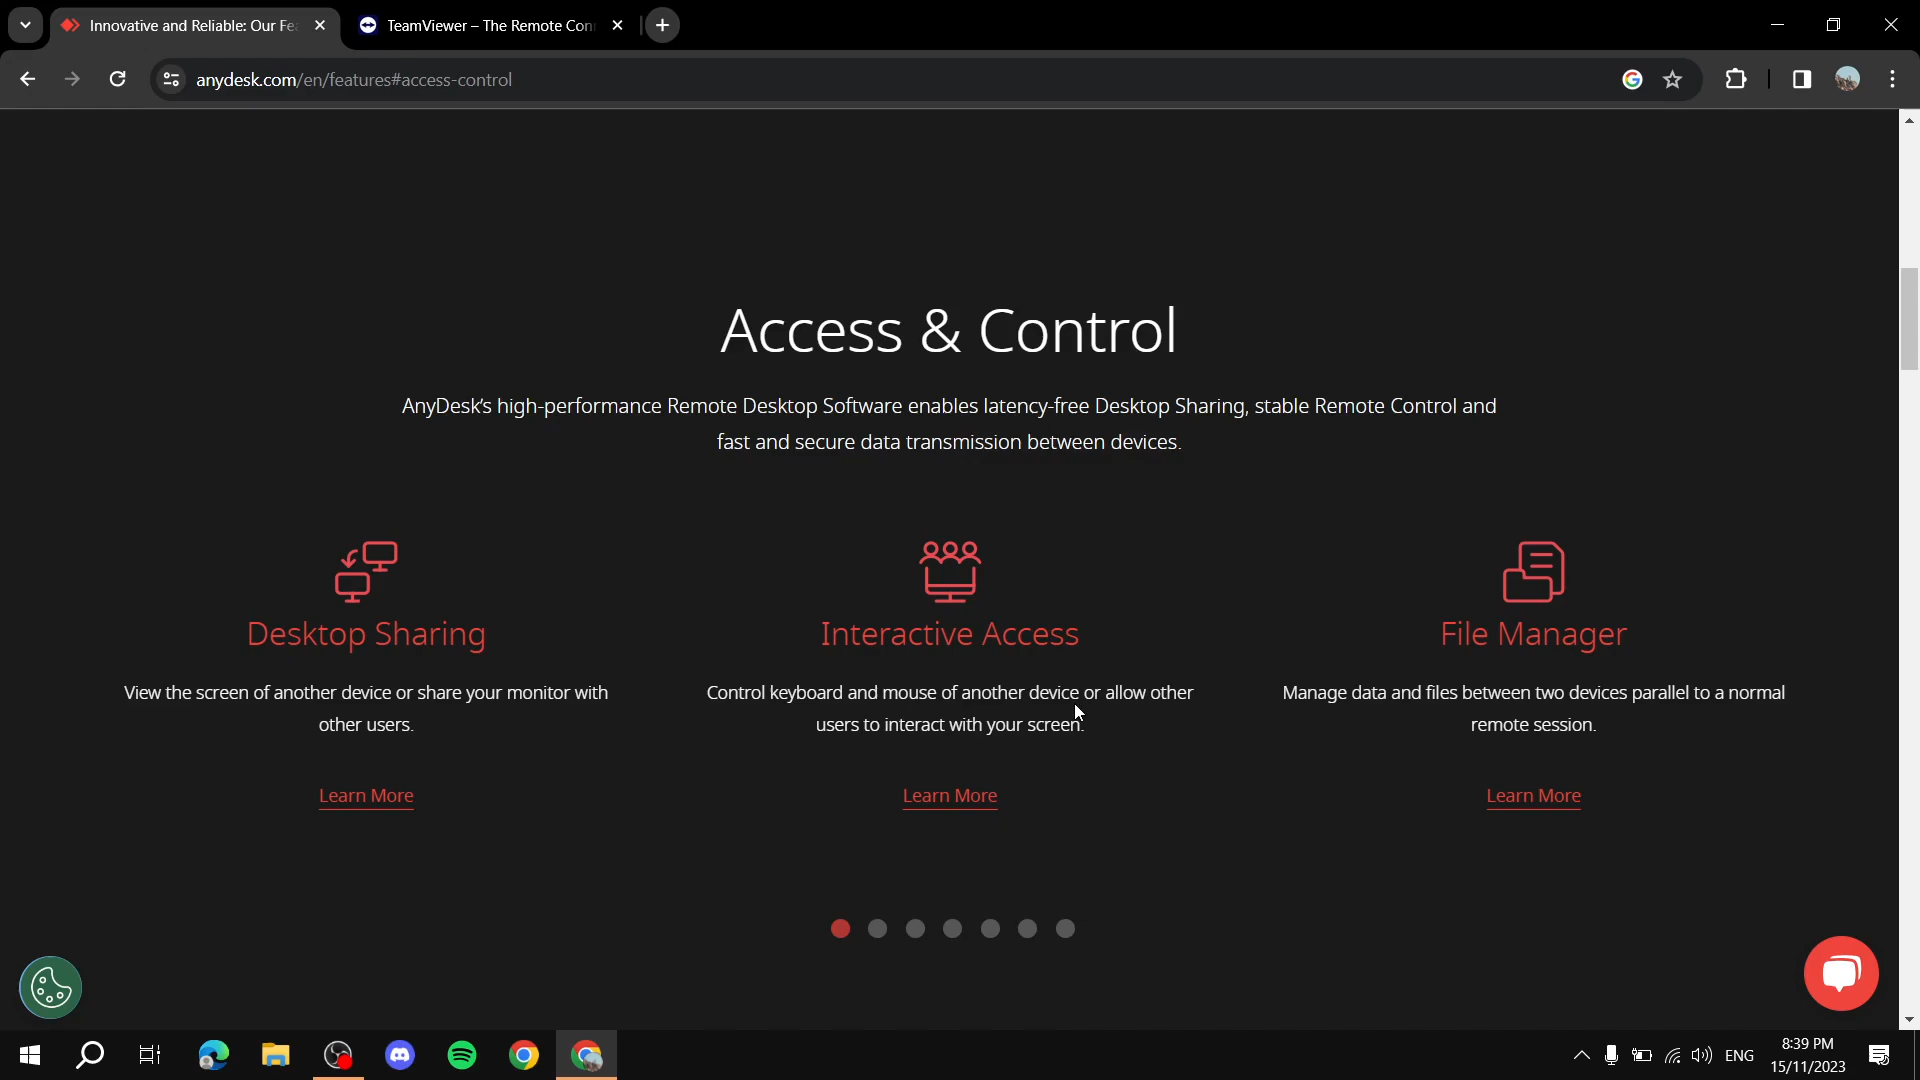 Innovative and Reliable: Our Fea
TeamViewer – The Remote Con
anydesk.com/en/features#access-control
Access & Control
AnyDesk's high-performance Remote Desktop Software enables latency-free Desktop Sharing, stable Remote Control and
fast and secure data transmission between devices.
Desktop Sharing
View the screen of another device or share your monitor with
other users.
Learn More
Interactive Access
Control keyboard and mouse of another device or allow other
users to interact with your screen.
Learn More
File Manager
Manage data and files between two devices parallel to a normal
remote session.
Learn More
ENG
8:39 PM
15/11/2023